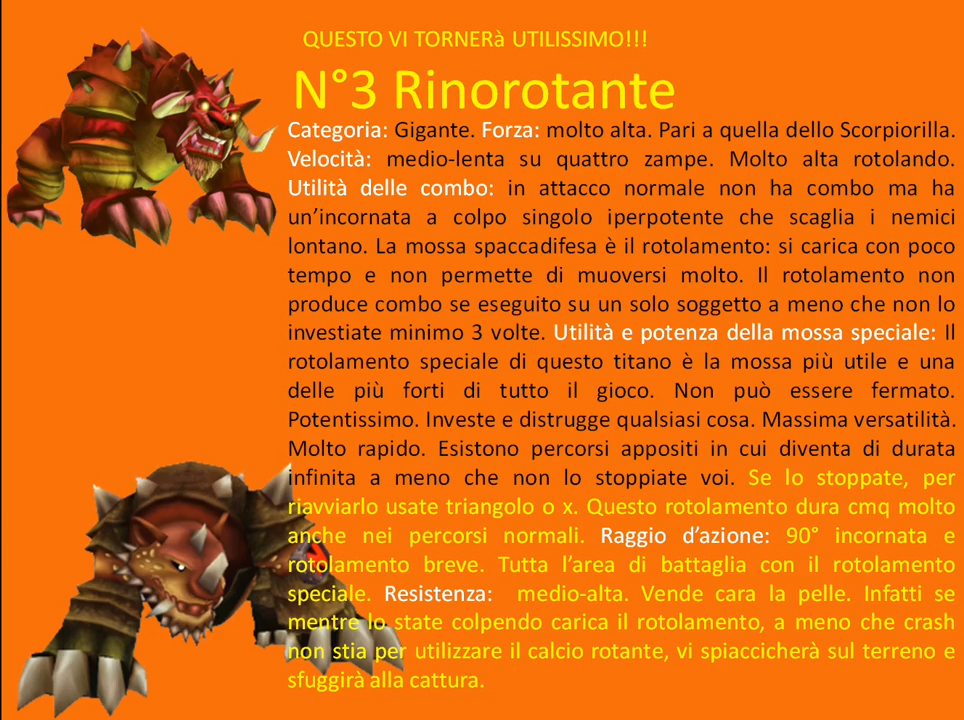 QUESTO VI TORNERà UTILISSIMO!!!
N°3 Rinorotante
Categoria: Gigante. Forza: molto alta. Pari a quella dello Scorpiorilla.
Velocità: medio-lenta su quattro zampe. Molto alta rotolando.
Utilità delle combo: in attacco normale non ha combo ma ha
un'incornata a colpo singolo iperpotente che scaglia i nemici
lontano. La mossa spaccadifesa è il rotolamento: si carica con poco
tempo e non permette di muoversi molto. Il rotolamento non
produce combo se eseguito su un solo soggetto a meno che non lo
investiate minimo 3 volte. Utilità e potenza della mossa speciale: Il
rotolamento speciale di questo titano è la mossa più utile e una
delle più forti di tutto il gioco. Non può essere fermato.
Potentissimo. Investe e distrugge qualsiasi cosa. Massima versatilità.
Molto rapido. Esistono percorsi appositi in cui diventa di durata
infinita a meno che non lo stoppiate voi. Se lo stoppate, per
riavviarlo usate triangolo o x. Questo rotolamento dura cmq molto
anche nei percorsi normali. Raggio d'azione: 90° incornata e
rotolamento breve. Tutta l'area di battaglia con il rotolamento
speciale. Resistenza: medio-alta. Vende cara la pelle. Infatti se
mentre lo state colpendo carica il rotolamento, a meno che crash
non stia per utilizzare il calcio rotante, vi spiaccicherà sul terreno e
sfuggirà alla cattura.